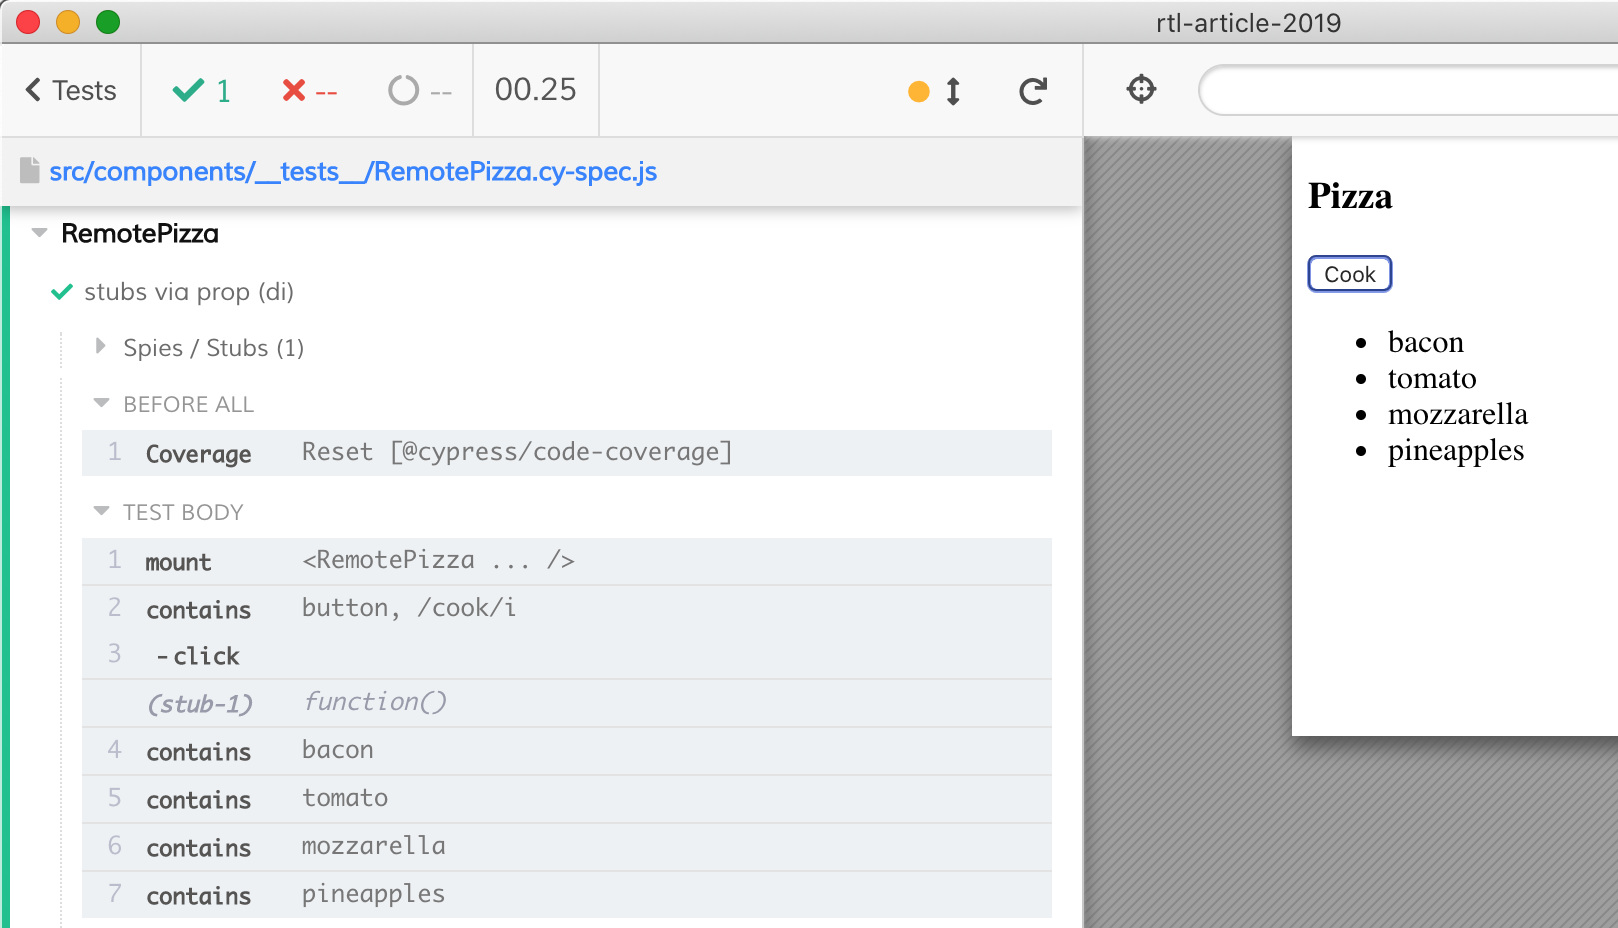 rtl-article-2019
Tests 1 -- -- 00.25
src/components/__tests__/RemotePizza.cy-spec.js
RemotePizza
stubs via prop (di)
Spies / Stubs (1)
BEFORE ALL
1 Coverage Reset [@cypress/code-coverage]
TEST BODY
1 mount <RemotePizza ... />
2 contains button, /cook/i
3 -click
(stub-1) function()
4 contains bacon
5 contains tomato
6 contains mozzarella
7 contains pineapples
Pizza
Cook
• bacon
• tomato
• mozzarella
• pineapples